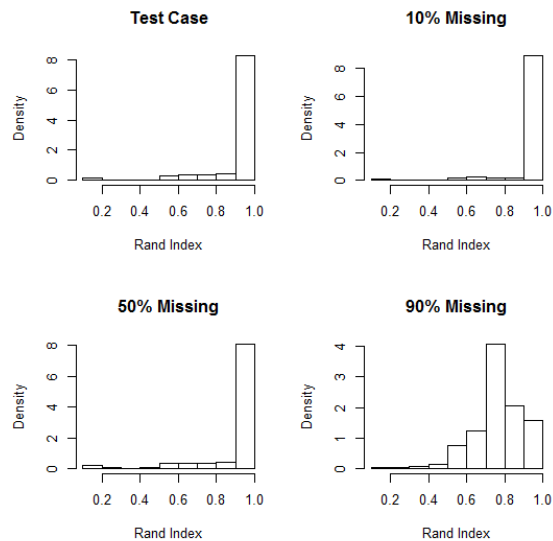 Test Case
Density
0 2 4 6 8
0.2 0.4 0.6 0.8 1.0
Rand Index
10% Missing
Density
0 2 4 6 8
0.2 0.4 0.6 0.8 1.0
Rand Index
50% Missing
Density
0 2 4 6 8
0.2 0.4 0.6 0.8 1.0
Rand Index
90% Missing
Density
0 1 2 3 4
0.2 0.4 0.6 0.8 1.0
Rand Index